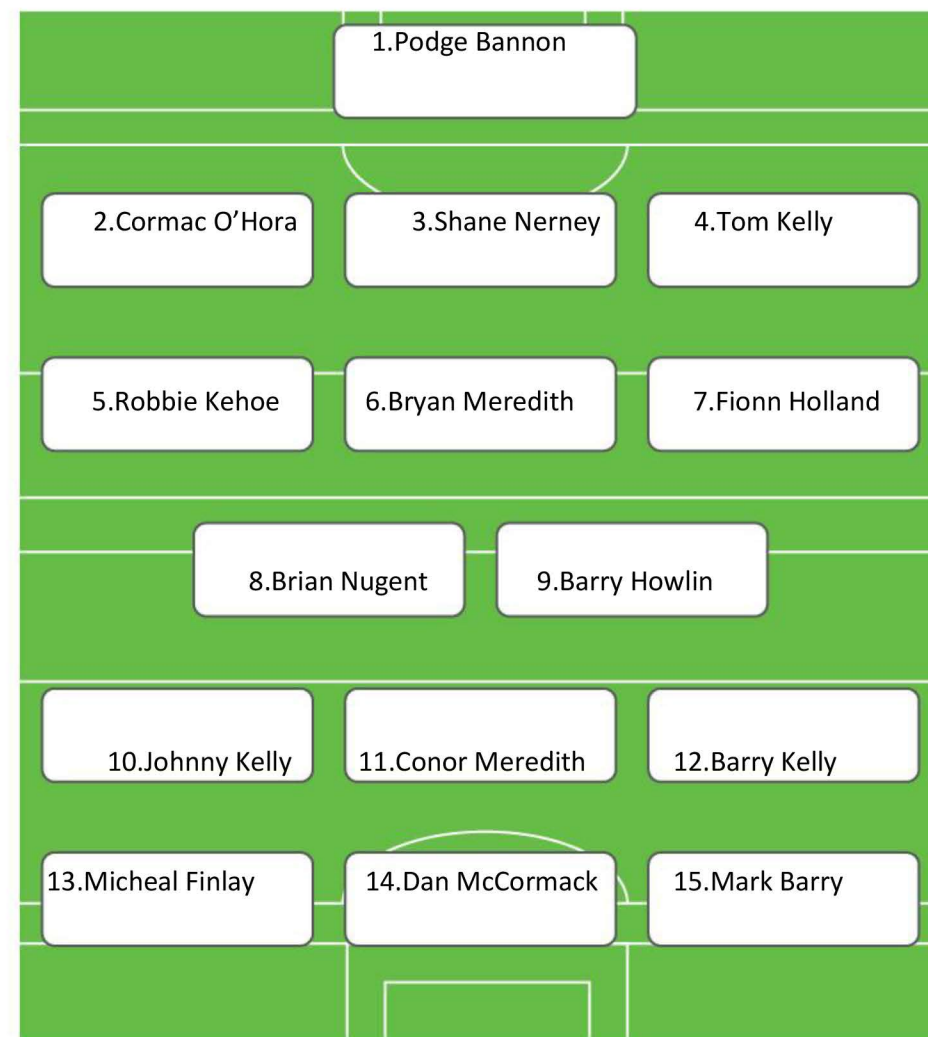 1.Podge Bannon
2.Cormac O’Hora 3.Shane Nerney 4.Tom Kelly
5.Robbie Kehoe 6.Bryan Meredith 7.Fionn Holland
8.Brian Nugent 9.Barry Howlin
10.Johnny Kelly 11.Conor Meredith 12.Barry Kelly
13.Micheal Finlay 14.Dan McCormack 15.Mark Barry